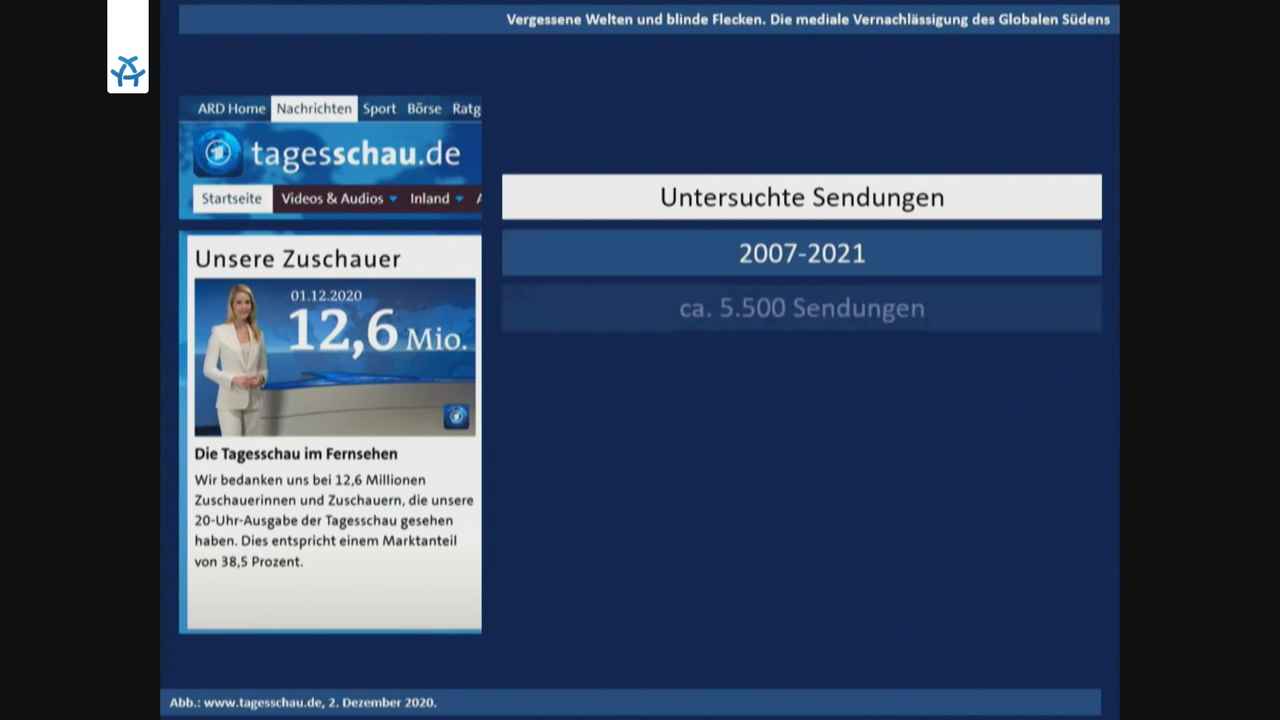 Vergessene Welten und blinde Flecken. Die mediale Vernachlässigung des Globalen Südens
ARD Home Nachrichten Sport Börse Ratg
tagesschau.de
Startseite Videos & Audios Inland
Unsere Zuschauer
01.12.2020
12,6 Mio.
Die Tagesschau im Fernsehen
Wir bedanken uns bei 12,6 Millionen
Zuschauerinnen und Zuschauern, die unsere
20-Uhr-Ausgabe der Tagesschau gesehen
haben. Dies entspricht einem Marktanteil
von 38,5 Prozent.
Untersuchte Sendungen
2007-2021
ca. 5.500 Sendungen
Abb.: www.tagesschau.de, 2. Dezember 2020.